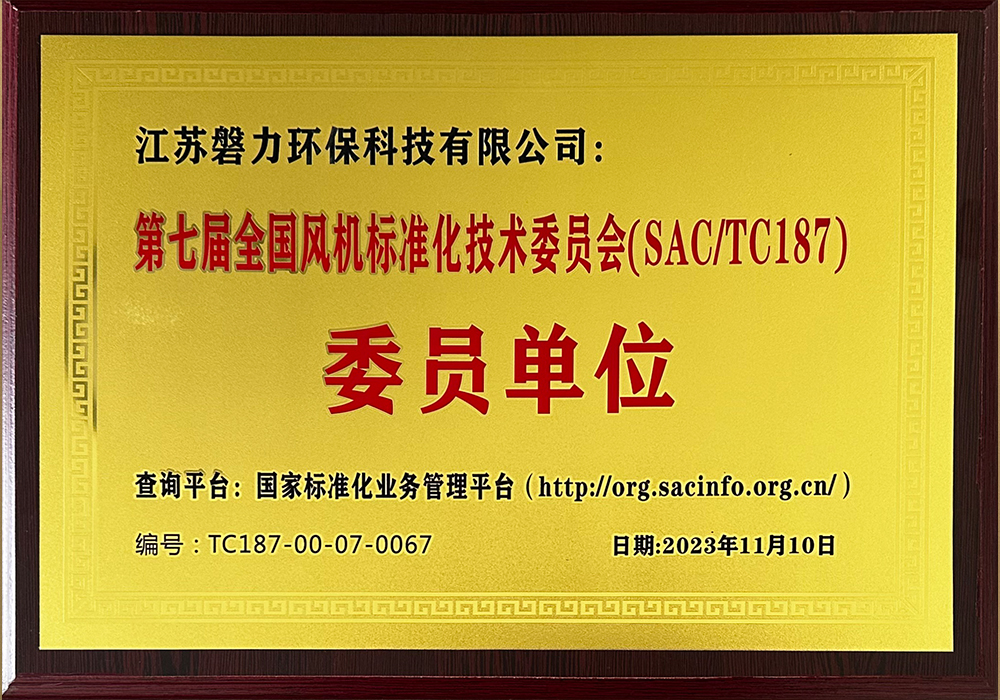 江苏磐力环保科技有限公司：
第七届全国风机标准化技术委员会(SAC/TC187)
委员单位
查询平台：国家标准化业务管理平台（http://org.sacinfo.org.cn/）
编号：TC187-00-07-0067
日期:2023年11月10日